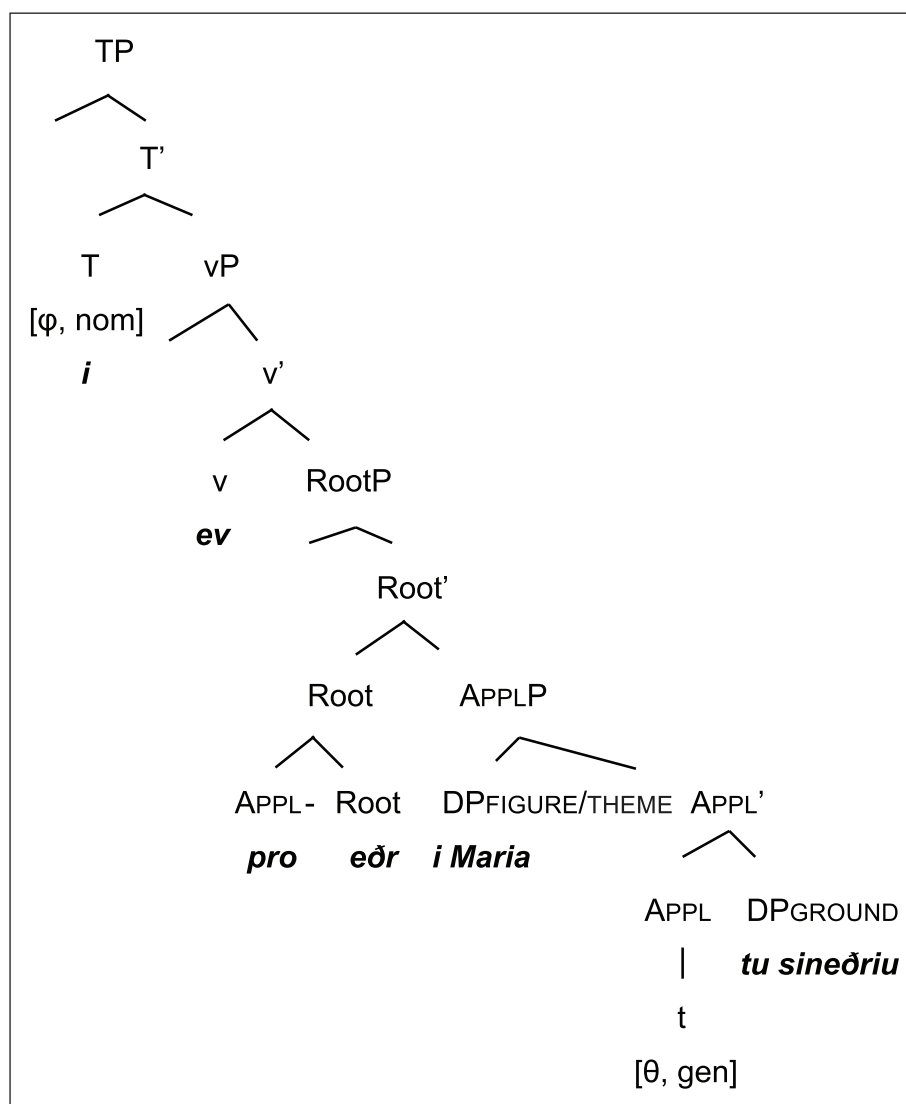 TP
T’
T vP
[φ, nom]
i
v’
v RootP
ev
Root’
Root APPLP
APPL- Root DPFIGURE/THEME APPL’
pro eðr i Maria
APPL DPGROUND
tu sineðriu
t
[θ, gen]